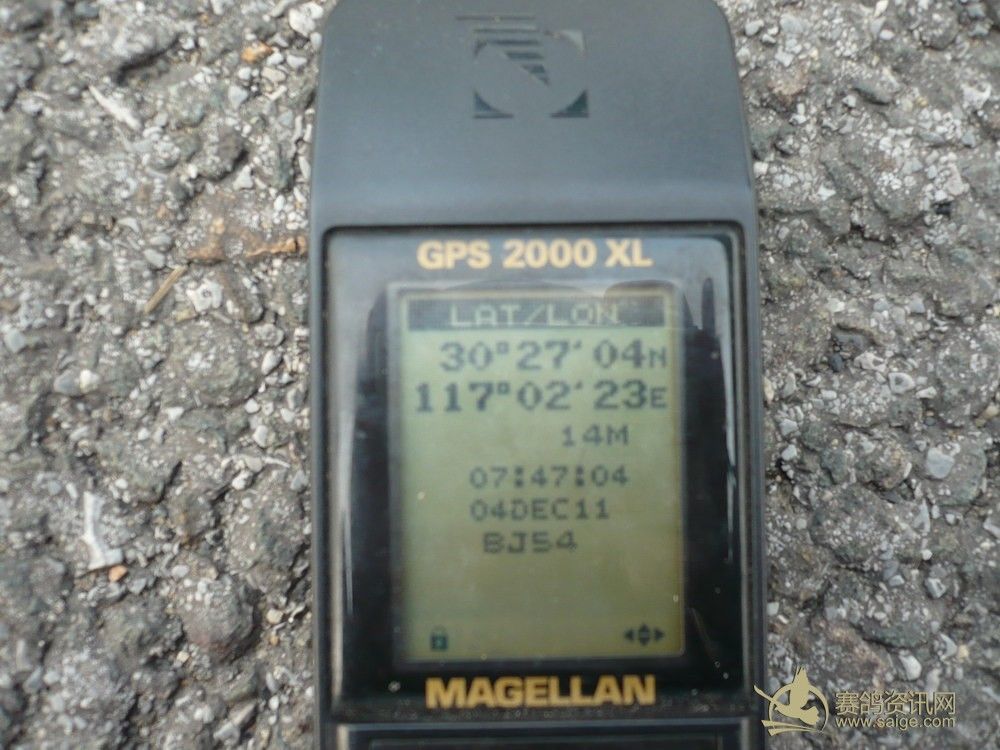 GPS 2000 XL
LAT/LON
30°27'04N
117°02'23E
14M
07:47:04
04DEC11
BJ54
MAGELLAN
赛鸽资讯网
www.saige.com